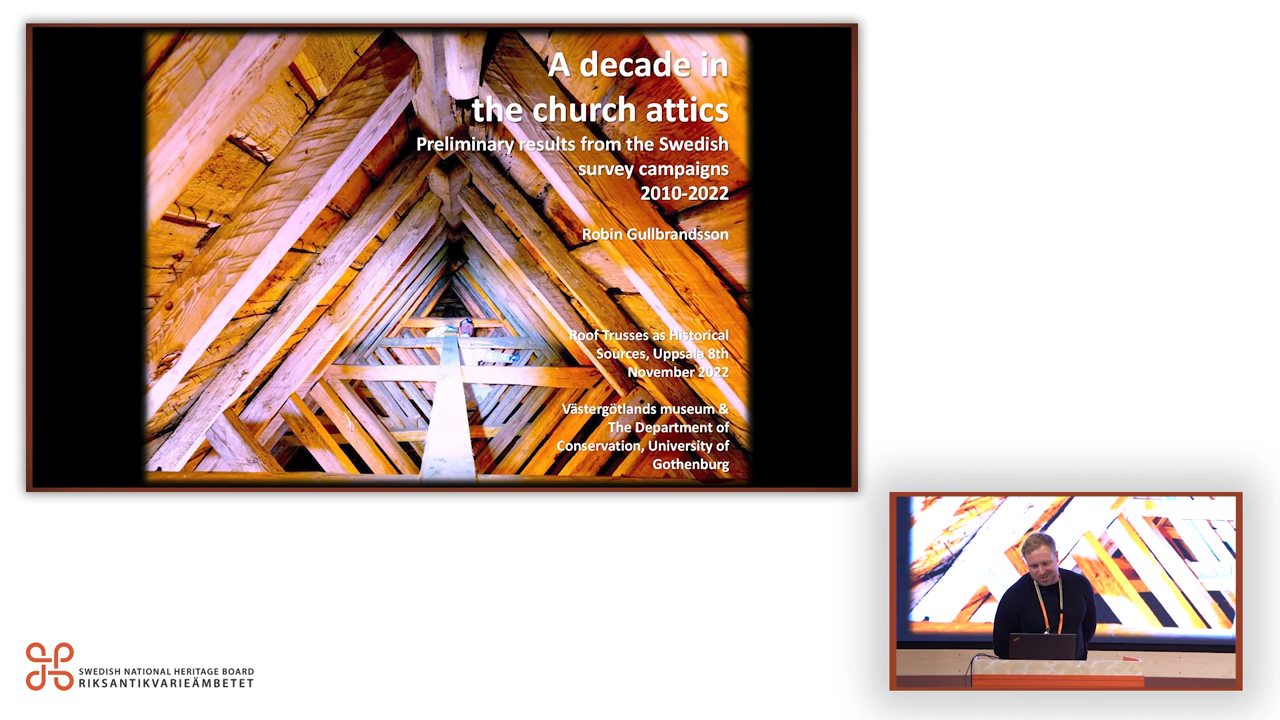 A decade in
the church attics
Preliminary results from the Swedish
survey campaigns
2010-2022
Robin Gullbrandsson
Roof Trusses as Historical
Sources, Uppsala 8th
November 2022
Västergötlands museum &
The Department of
Conservation, University of
Gothenburg
SWEDISH NATIONAL HERITAGE BOARD
RIKSANTIKVARIEÄMBETET